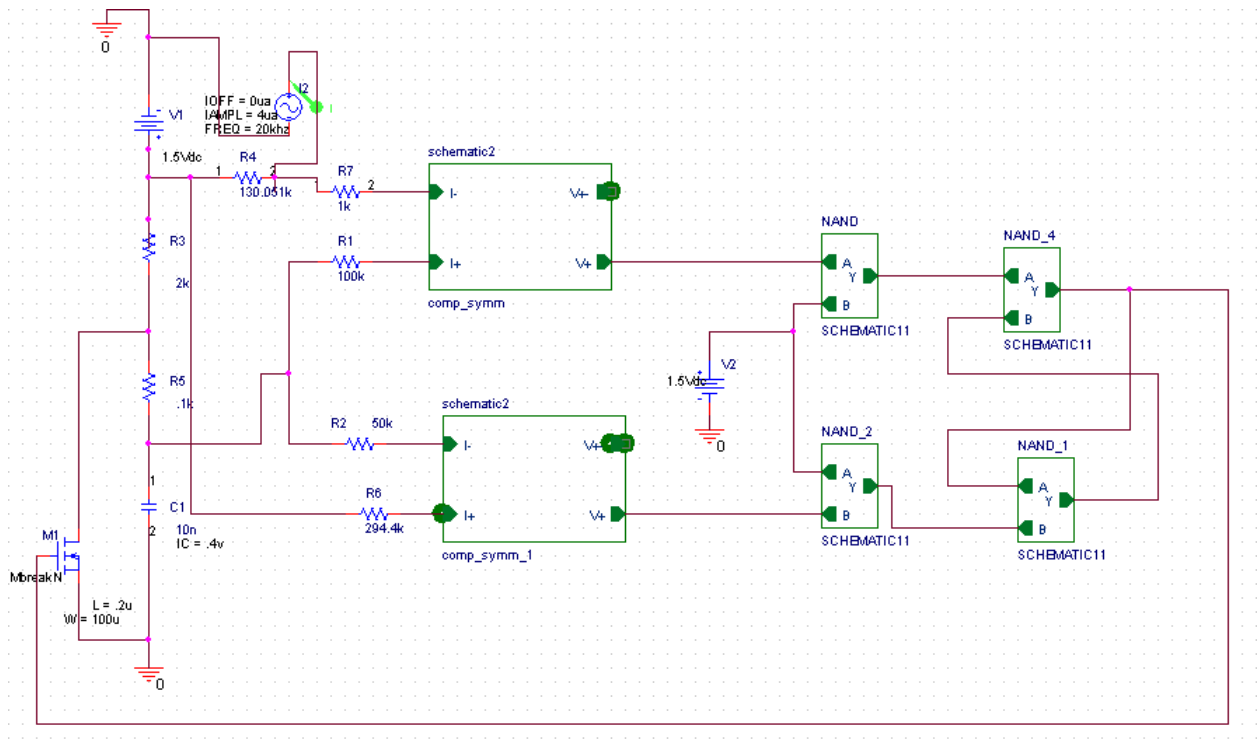 0
I2
IOFF = 0ua
IAMPL = 4ua
FREQ = 20khz
I
V1
-
+
1.5Vdc
R4
1
2
130.051k
R7
1
2
1k
schematic2
I-
V+
I+
V+
comp_symm
R3
2k
R1
100k
NAND
A
Y
B
SCHEMATIC11
NAND_4
A
Y
B
SCHEMATIC11
V2
1.5Vdc
+
-
0
R5
.1k
schematic2
R2
50k
I-
V+
I+
V+
comp_symm_1
R6
294.4k
NAND_2
A
Y
B
SCHEMATIC11
NAND_1
A
Y
B
SCHEMATIC11
1
C1
10n
2
IC = .4v
M1
MbreakN
L = .2u
W = 100u
0